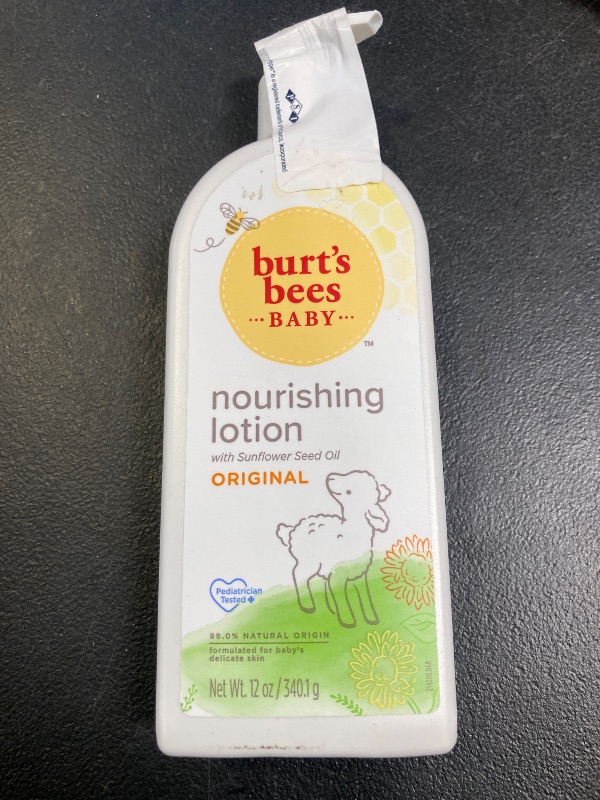 PSI
burt's
bees
BABY
TM
nourishing
lotion
with Sunflower Seed Oil
ORIGINAL
Pediatrician
Tested
99.0% NATURAL ORIGIN
formulated for baby's
delicate skin
Net Wt. 12 oz / 340.1 g